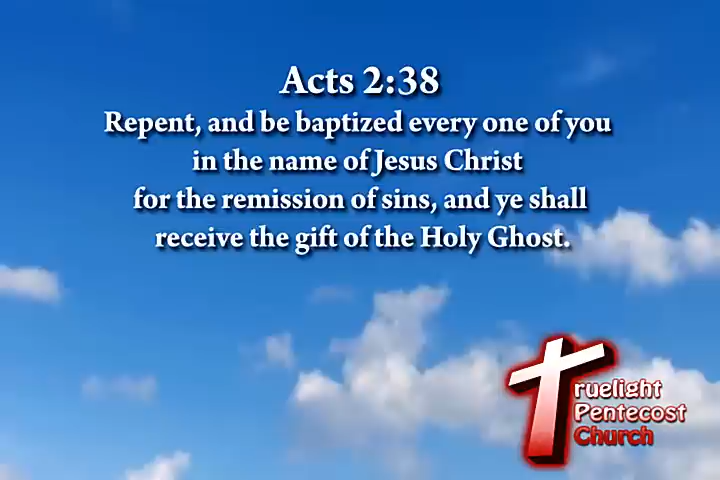 Acts 2:38
Repent, and be baptized every one of you
in the name of Jesus Christ
for the remission of sins, and ye shall
receive the gift of the Holy Ghost.
Truelight
Pentecost
Church